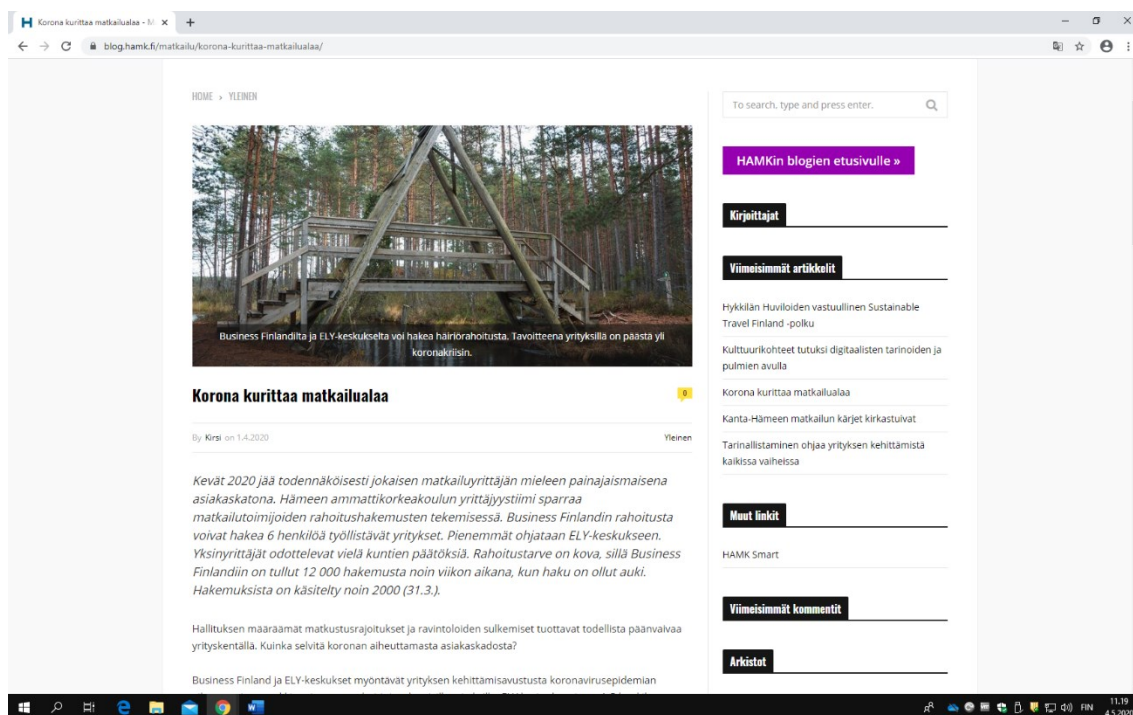 Korona kurittaa matkailualaa - M
blog.hamk.fi/matkailu/korona-kurittaa-matkailualaa/
HOME › YLEINEN
Business Finlandilta ja ELY-keskukselta voi hakea häiriörahoitusta. Tavoitteena yrityksillä on päästä yli
koronakriisin.
Korona kurittaa matkailualaa
0
By Kirsi on 1.4.2020
Yleinen
Kevät 2020 jää todennäköisesti jokaisen matkailuyrittäjän mieleen painajaismaisena
asiakaskatona. Hämeen ammattikorkeakoulun yrittäjyystiimi sparraa
matkailutoimijoiden rahoitushakemusten tekemisessä. Business Finlandin rahoitusta
voivat hakea 6 henkilöä työllistävät yritykset. Pienemmät ohjataan ELY-keskukseen.
Yksinyrittäjät odottelevat vielä kuntien päätöksiä. Rahoitustarve on kova, sillä Business
Finlandiin on tullut 12 000 hakemusta noin viikon aikana, kun haku on ollut auki.
Hakemuksista on käsitelty noin 2000 (31.3.).
Hallituksen määräämät matkustusrajoitukset ja ravintoloiden sulkemiset tuottavat todellista päänvaivaa
yrityskentällä. Kuinka selvitä koronan aiheuttamasta asiakaskadosta?
Business Finland ja ELY-keskukset myöntävät yrityksen kehittämisavustusta koronavirusepidemian
To search, type and press enter.
HAMKin blogien etusivulle »
Kirjoittajat
Viimeisimmät artikkelit
Hykkilän Huviloiden vastuullinen Sustainable
Travel Finland -polku
Kulttuurikohteet tutuksi digitaalisten tarinoiden ja
pulmien avulla
Korona kurittaa matkailualaa
Kanta-Hämeen matkailun kärjet kirkastuivat
Tarinallistaminen ohjaa yrityksen kehittämistä
kaikissa vaiheissa
Muut linkit
HAMK Smart
Viimeisimmät kommentit
Arkistot
FIN
11.19
4.5.2020